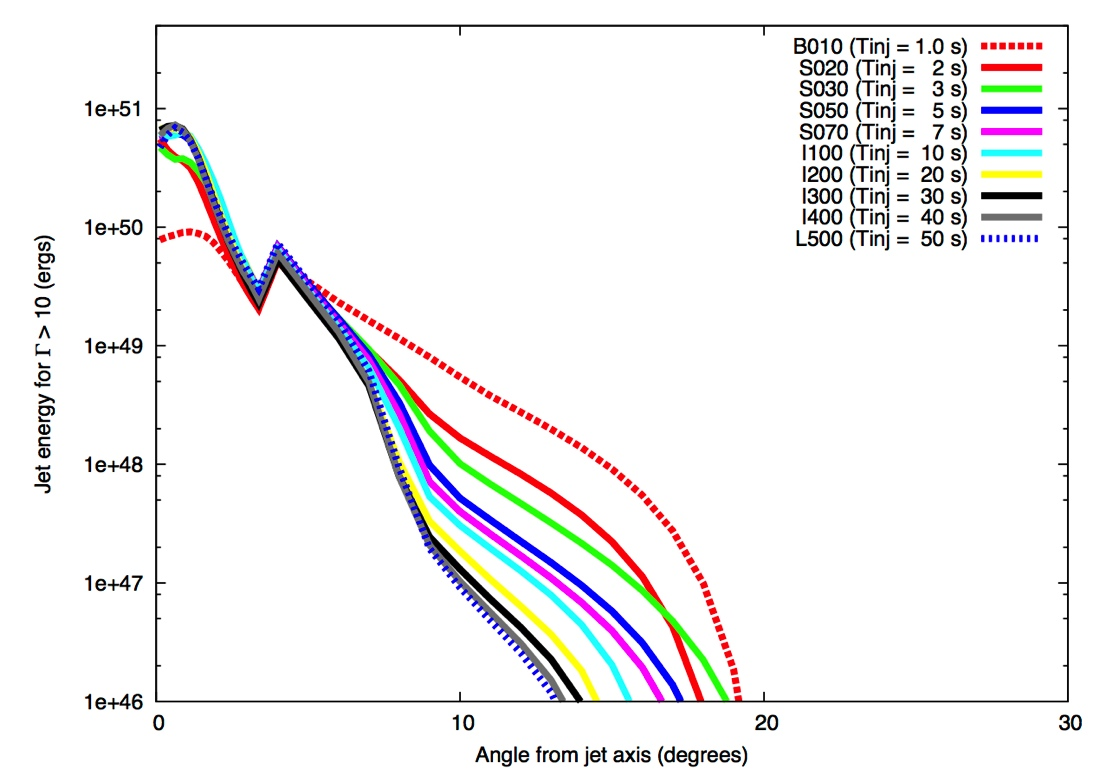 B010 (Tinj = 1.0 s)
S020 (Tinj = 2 s)
S030 (Tinj = 3 s)
S050 (Tinj = 5 s)
S070 (Tinj = 7 s)
I100 (Tinj = 10 s)
I200 (Tinj = 20 s)
I300 (Tinj = 30 s)
I400 (Tinj = 40 s)
L500 (Tinj = 50 s)
1e+51
1e+50
1e+49
1e+48
1e+47
1e+46
Jet energy for Γ > 10 (ergs)
0 10 20 30
Angle from jet axis (degrees)